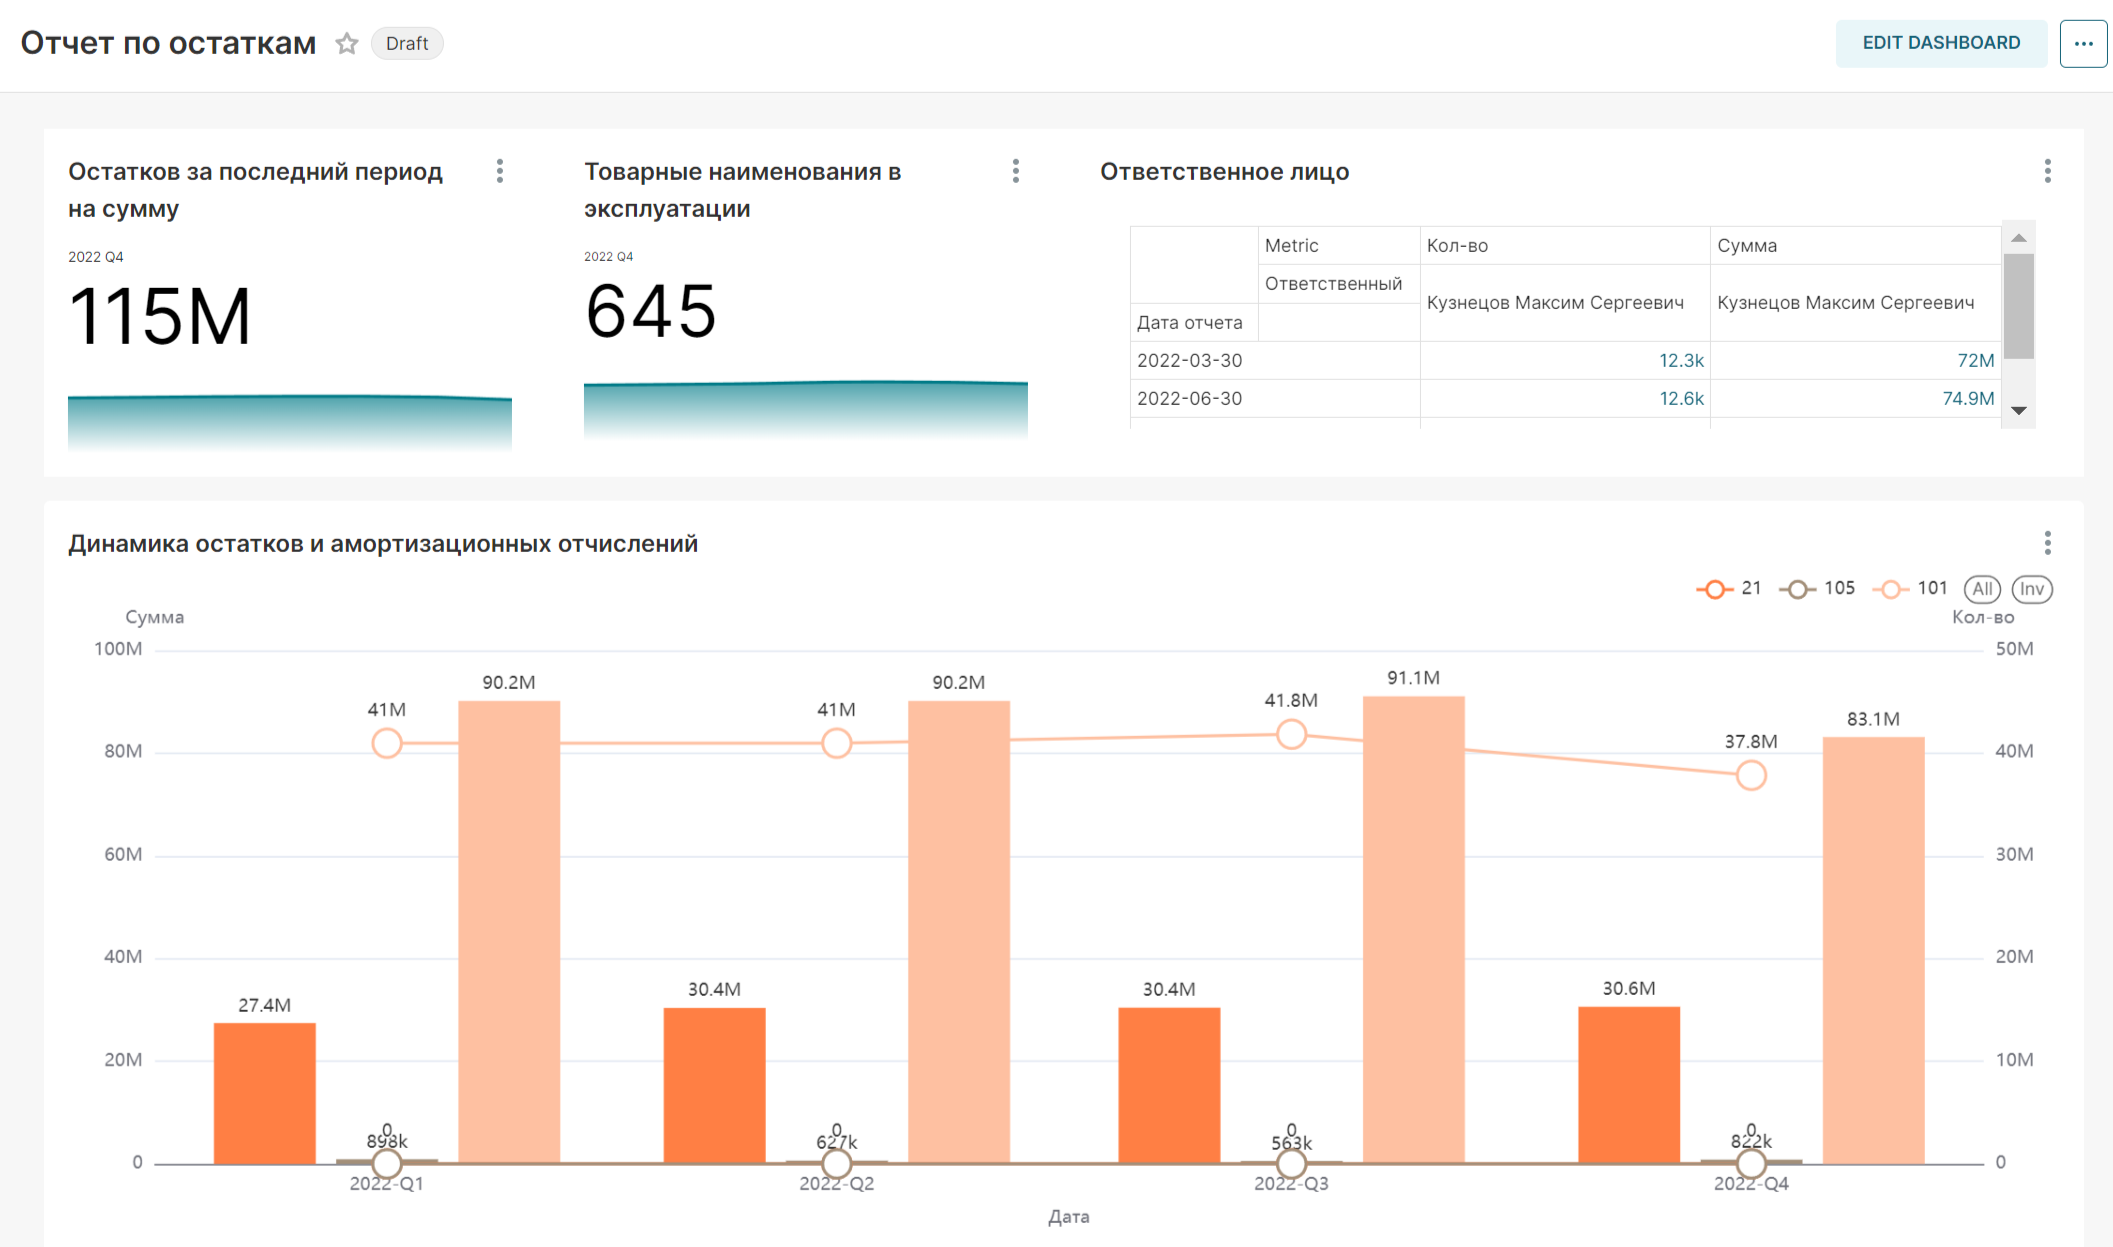 Отчет по остаткам
Draft
EDIT DASHBOARD
Остатков за последний период
на сумму
2022 Q4
115M
Товарные наименования в
эксплуатации
2022 Q4
645
Ответственное лицо
Metric Кол-во Сумма
Ответственный
Кузнецов Максим Сергеевич Кузнецов Максим Сергеевич
Дата отчета
2022-03-30 12.3k 72M
2022-06-30 12.6k 74.9M
Динамика остатков и амортизационных отчислений
21 105 101 All Inv
Сумма Кол-во
100M 50M
90.2M 90.2M 91.1M 83.1M
41M 41M 41.8M 37.8M
80M 40M
60M 30M
40M 20M
27.4M 30.4M 30.4M 30.6M
20M 10M
0 0 0 0
898k 627k 563k 822k
0 0
2022-Q1 2022-Q2 2022-Q3 2022-Q4
Дата